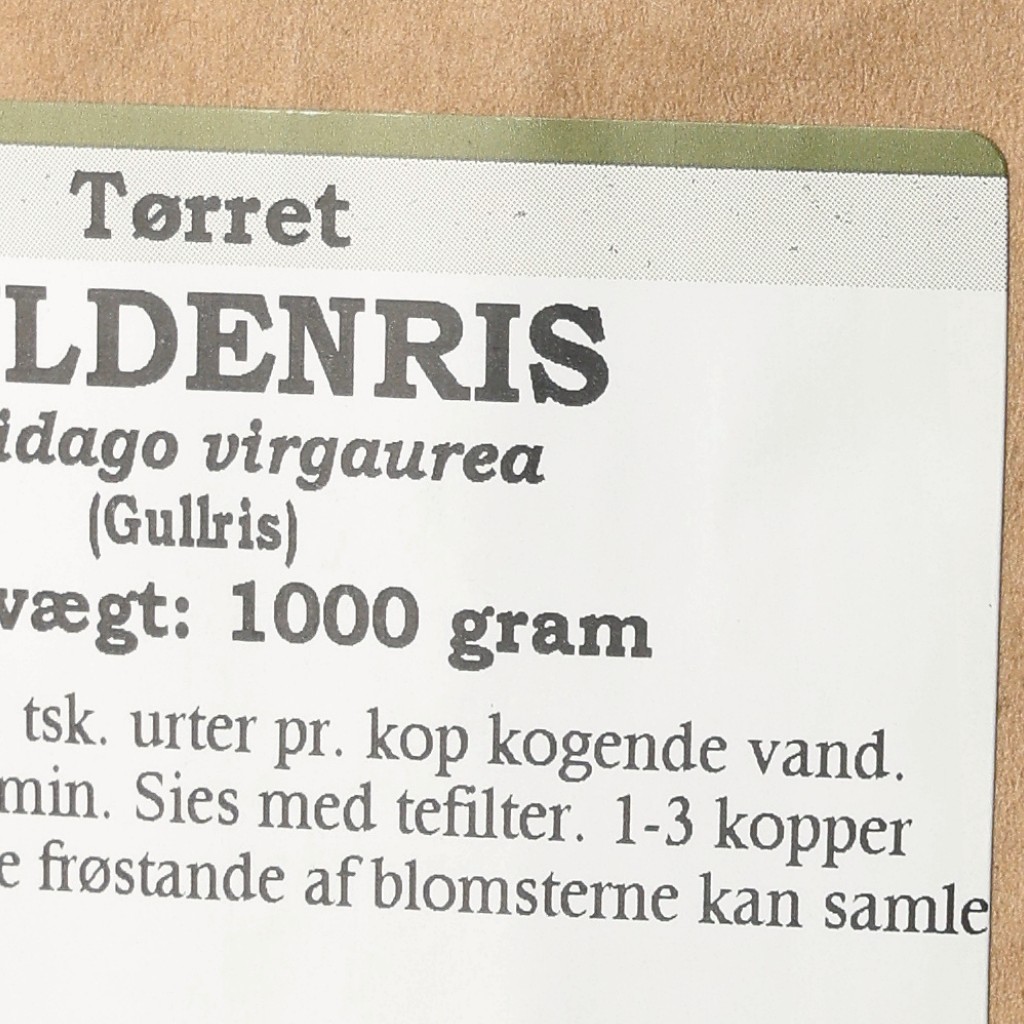 Tørret
LDENRIS
idago virgaurea
(Gullris)
vægt: 1000 gram
tsk. urter pr. kop kogende vand.
min. Sies med tefilter. 1-3 kopper
e frøstande af blomsterne kan samle